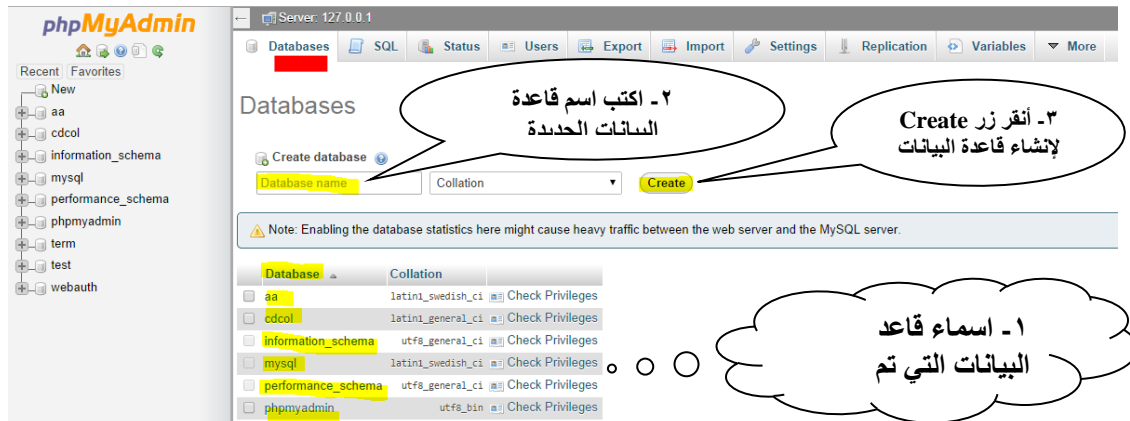 phpMyAdmin
Recent Favorites
New
aa
cdcol
information_schema
mysql
performance_schema
phpmyadmin
term
test
webauth
Server: 127.0.0.1
Databases SQL Status Users Export Import Settings Replication Variables More
Databases
٢- اكتب اسم قاعدة
البيانات الجديدة
٣- أنقر زر Create
لإنشاء قاعدة البيانات
Create database
Database name Collation Create
Note: Enabling the database statistics here might cause heavy traffic between the web server and the MySQL server.
Database Collation
aa latin1_swedish_ci Check Privileges
cdcol latin1_general_ci Check Privileges
information_schema utf8_general_ci Check Privileges
mysql latin1_swedish_ci Check Privileges
performance_schema utf8_general_ci Check Privileges
phpmyadmin utf8_bin Check Privileges
١- اسماء قاعد
البيانات التي تم